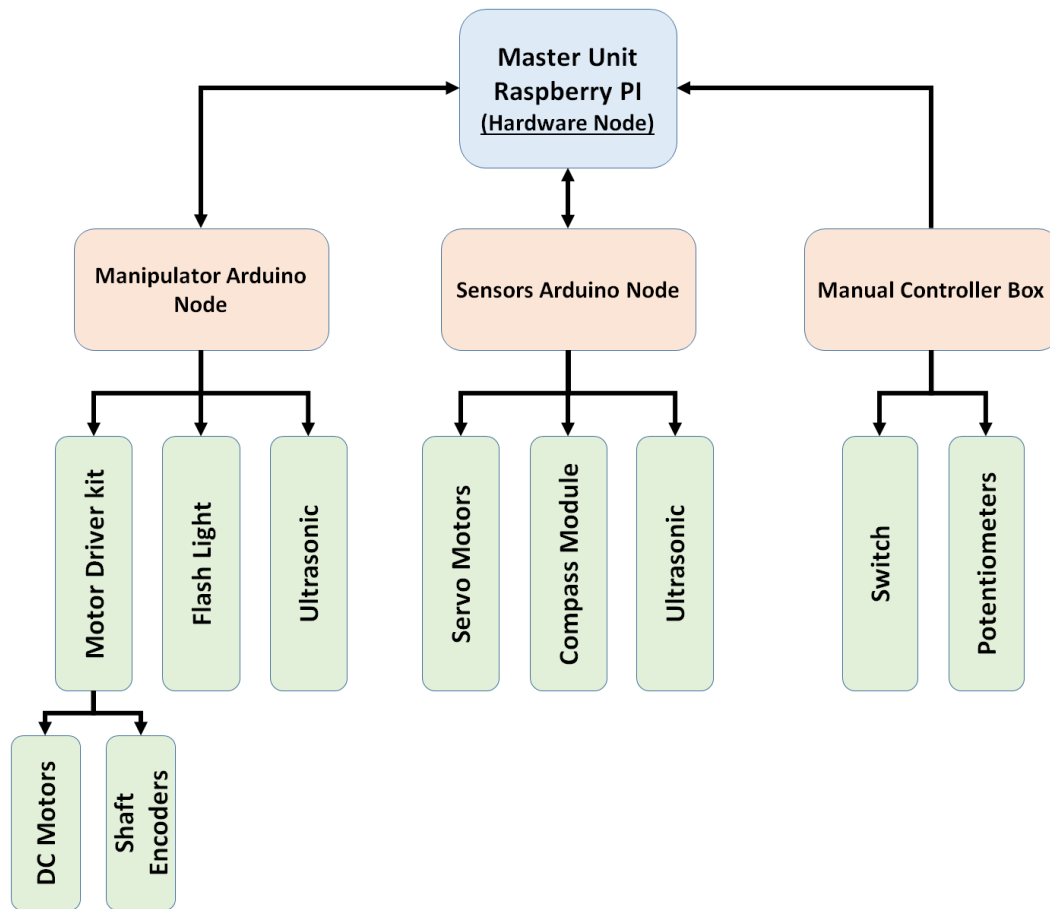 Master Unit
Raspberry PI
(Hardware Node)
Manipulator Arduino
Node
Sensors Arduino Node
Manual Controller Box
Motor Driver kit
Flash Light
Ultrasonic
Servo Motors
Compass Module
Ultrasonic
Switch
Potentiometers
DC Motors
Shaft
Encoders